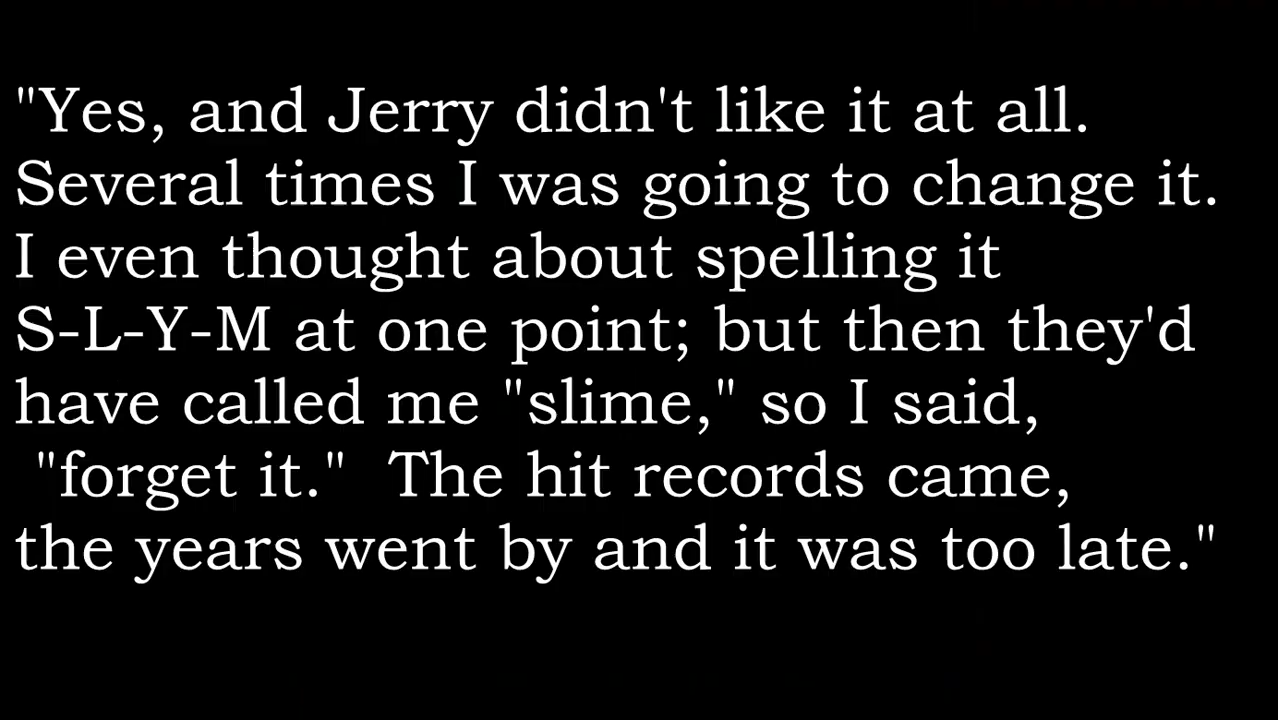 "Yes, and Jerry didn't like it at all.
Several times I was going to change it.
I even thought about spelling it
S-L-Y-M at one point; but then they'd
have called me "slime," so I said,
"forget it."  The hit records came,
the years went by and it was too late."